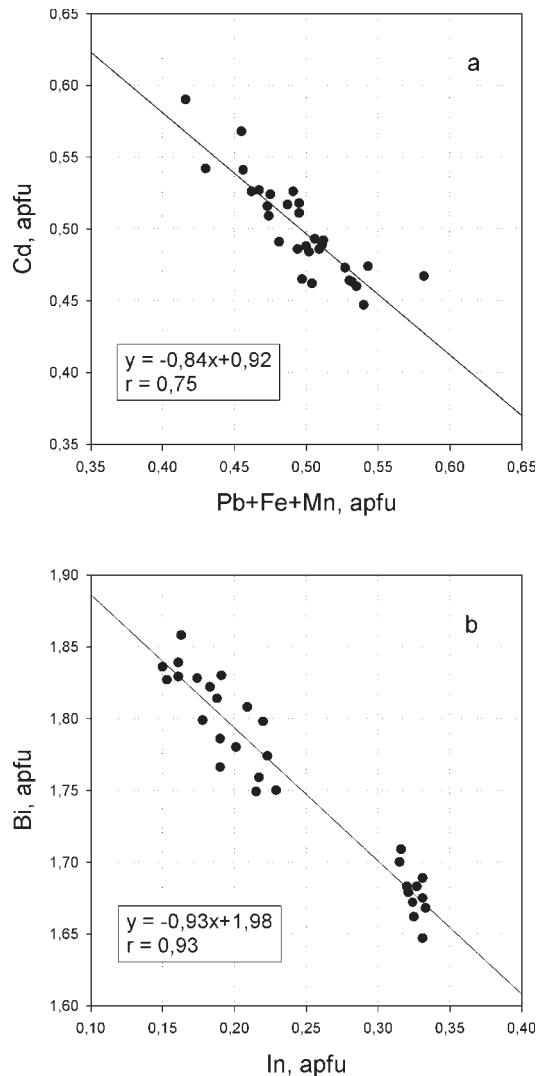 0,65
a
0,60
0,55
0,50
Cd, apfu
0,45
0,40
y = -0,84x+0,92
r = 0,75
0,35
0,35 0,40 0,45 0,50 0,55 0,60 0,65
Pb+Fe+Mn, apfu
1,90
b
1,85
1,80
1,75
Bi, apfu
1,70
1,65
y = -0,93x+1,98
r = 0,93
1,60
0,10 0,15 0,20 0,25 0,30 0,35 0,40
In, apfu